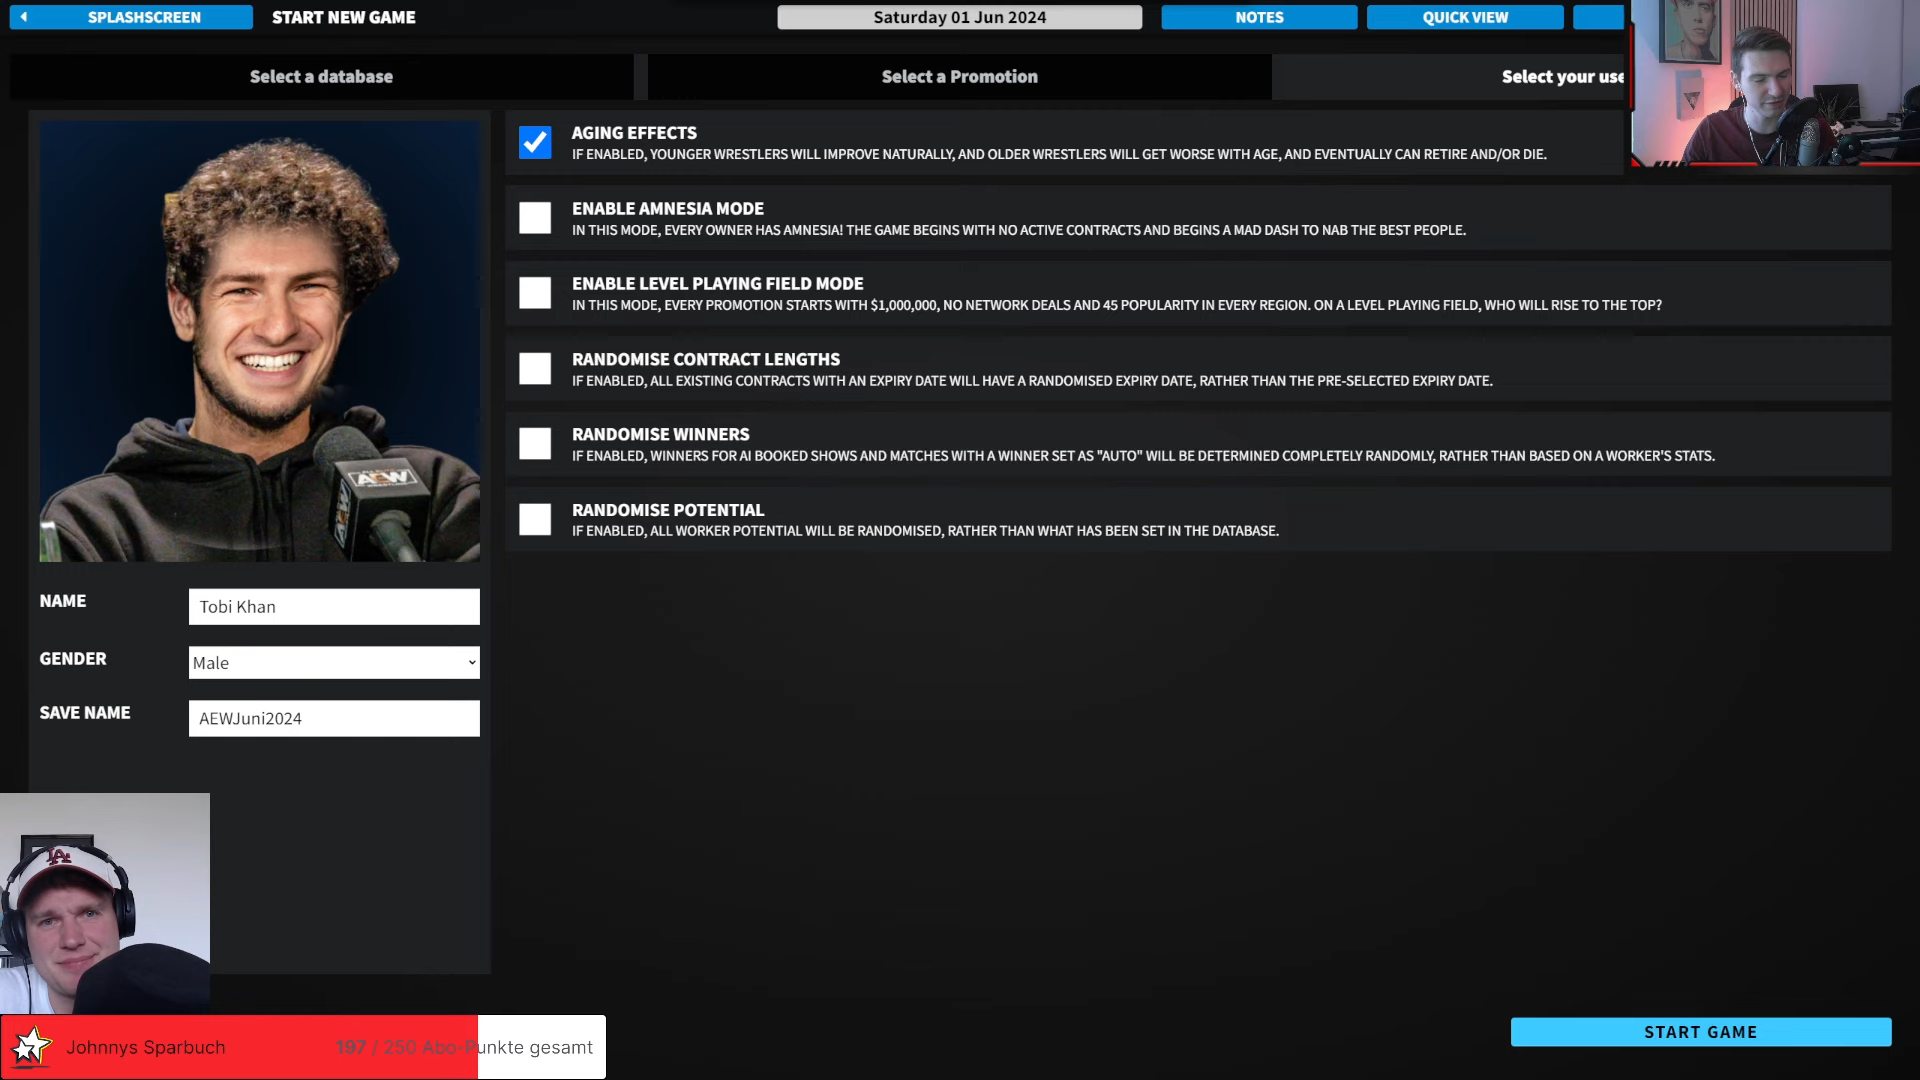 SPLASHSCREEN
START NEW GAME
Saturday 01 Jun 2024
NOTES
QUICK VIEW
Select a database
Select a Promotion
Select your use
AGING EFFECTS
IF ENABLED, YOUNGER WRESTLERS WILL IMPROVE NATURALLY, AND OLDER WRESTLERS WILL GET WORSE WITH AGE, AND EVENTUALLY CAN RETIRE AND/OR DIE.
ENABLE AMNESIA MODE
IN THIS MODE, EVERY OWNER HAS AMNESIA! THE GAME BEGINS WITH NO ACTIVE CONTRACTS AND BEGINS A MAD DASH TO NAB THE BEST PEOPLE.
ENABLE LEVEL PLAYING FIELD MODE
IN THIS MODE, EVERY PROMOTION STARTS WITH $1,000,000, NO NETWORK DEALS AND 45 POPULARITY IN EVERY REGION. ON A LEVEL PLAYING FIELD, WHO WILL RISE TO THE TOP?
RANDOMISE CONTRACT LENGTHS
IF ENABLED, ALL EXISTING CONTRACTS WITH AN EXPIRY DATE WILL HAVE A RANDOMISED EXPIRY DATE, RATHER THAN THE PRE-SELECTED EXPIRY DATE.
RANDOMISE WINNERS
IF ENABLED, WINNERS FOR AI BOOKED SHOWS AND MATCHES WITH A WINNER SET AS "AUTO" WILL BE DETERMINED COMPLETELY RANDOMLY, RATHER THAN BASED ON A WORKER'S STATS.
RANDOMISE POTENTIAL
IF ENABLED, ALL WORKER POTENTIAL WILL BE RANDOMISED, RATHER THAN WHAT HAS BEEN SET IN THE DATABASE.
AEW
AEW
NAME
Tobi Khan
GENDER
Male
SAVE NAME
AEWJuni2024
LA
Johnnys Sparbuch
197 / 250 Abo-Punkte gesamt
START GAME